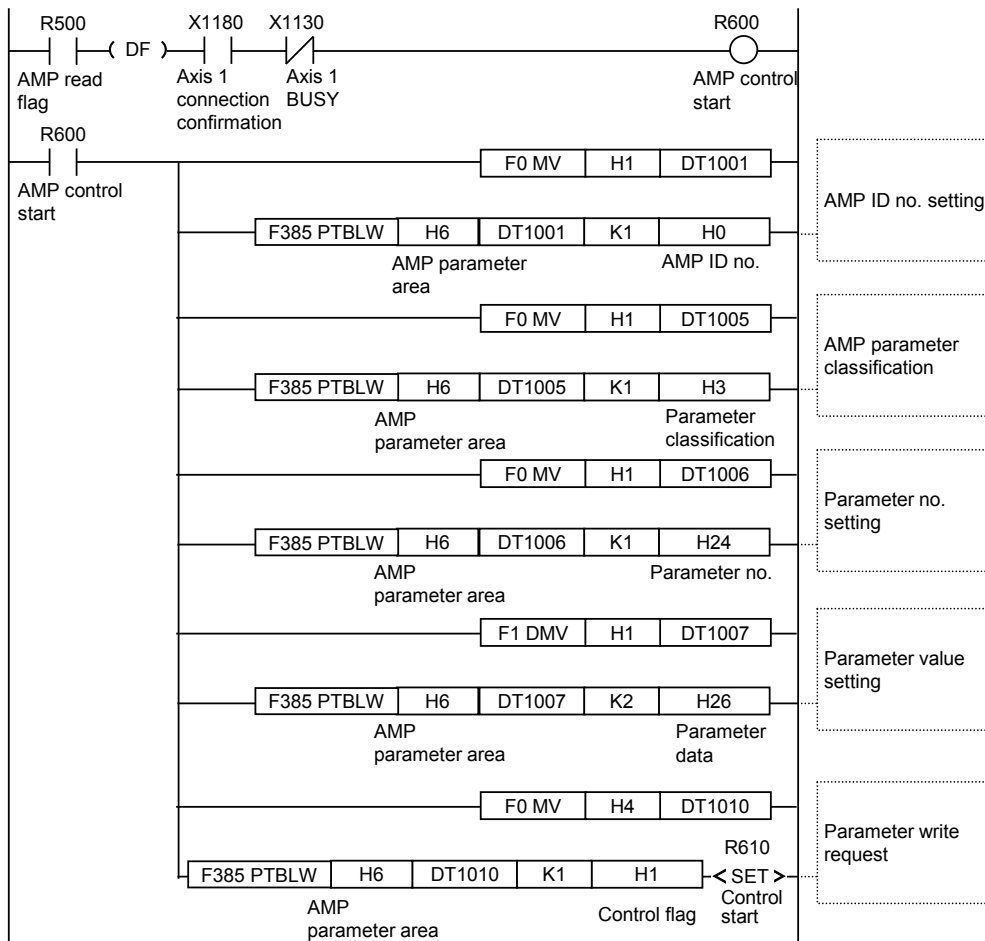 R500 X1180 X1130 R600
( DF )
AMP read flag
Axis 1 connection confirmation
Axis 1 BUSY
AMP control start
R600
AMP control start
F0 MV H1 DT1001
AMP ID no. setting
F385 PTBLW H6 DT1001 K1 H0
AMP parameter area
AMP ID no.
F0 MV H1 DT1005
AMP parameter classification
F385 PTBLW H6 DT1005 K1 H3
AMP parameter area
Parameter classification
F0 MV H1 DT1006
Parameter no. setting
F385 PTBLW H6 DT1006 K1 H24
AMP parameter area
Parameter no.
F1 DMV H1 DT1007
Parameter value setting
F385 PTBLW H6 DT1007 K2 H26
AMP parameter area
Parameter data
F0 MV H4 DT1010
Parameter write request
R610
F385 PTBLW H6 DT1010 K1 H1 < SET >
AMP parameter area
Control flag
Control start